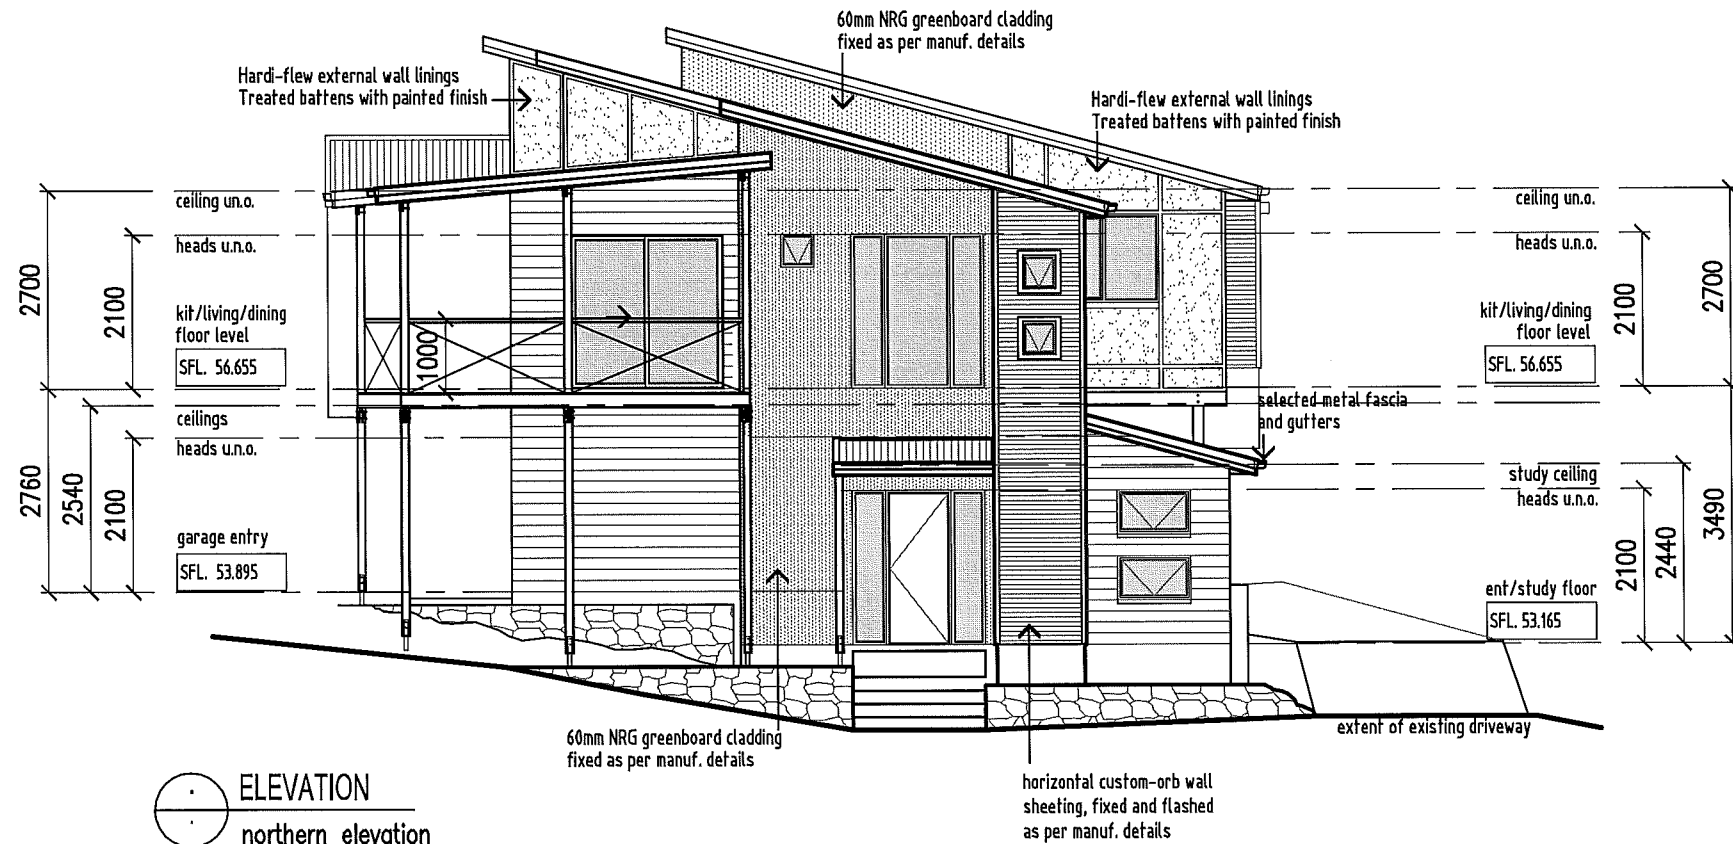 60mm NRG greenboard cladding
fixed as per manuf. details
Hardi-flew external wall linings
Treated battens with painted finish
Hardi-flew external wall linings
Treated battens with painted finish
ceiling un.o.
heads u.n.o.
2700
2100
kit/living/dining
floor level
SFL. 56.655
1000
ceilings
heads u.n.o.
2760
2540
2100
garage entry
SFL. 53.895
ceiling un.o.
heads u.n.o.
2700
2100
kit/living/dining
floor level
SFL. 56.655
selected metal fascia
and gutters
study ceiling
heads u.n.o.
3490
2440
2100
ent/study floor
SFL. 53.165
extent of existing driveway
60mm NRG greenboard cladding
fixed as per manuf. details
horizontal custom-orb wall
sheeting, fixed and flashed
as per manuf. details
ELEVATION
northern elevation